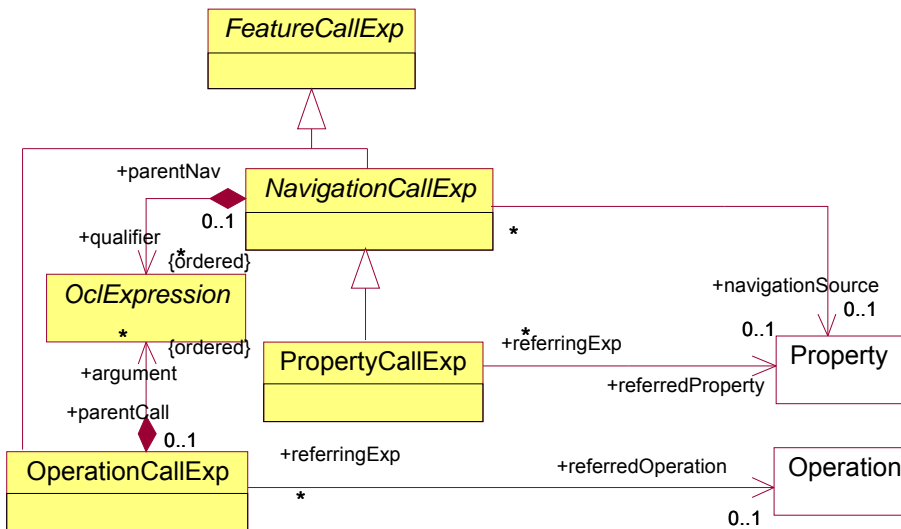 FeatureCallExp
+parentNav
NavigationCallExp
0..1
*
+qualifier
*
{ordered}
OclExpression
+navigationSource
0..1
*
{ordered}
*
+referringExp
0..1
Property
PropertyCallExp
+argument
+referredProperty
+parentCall
0..1
OperationCallExp
+referringExp
+referredOperation
Operation
*
0..1